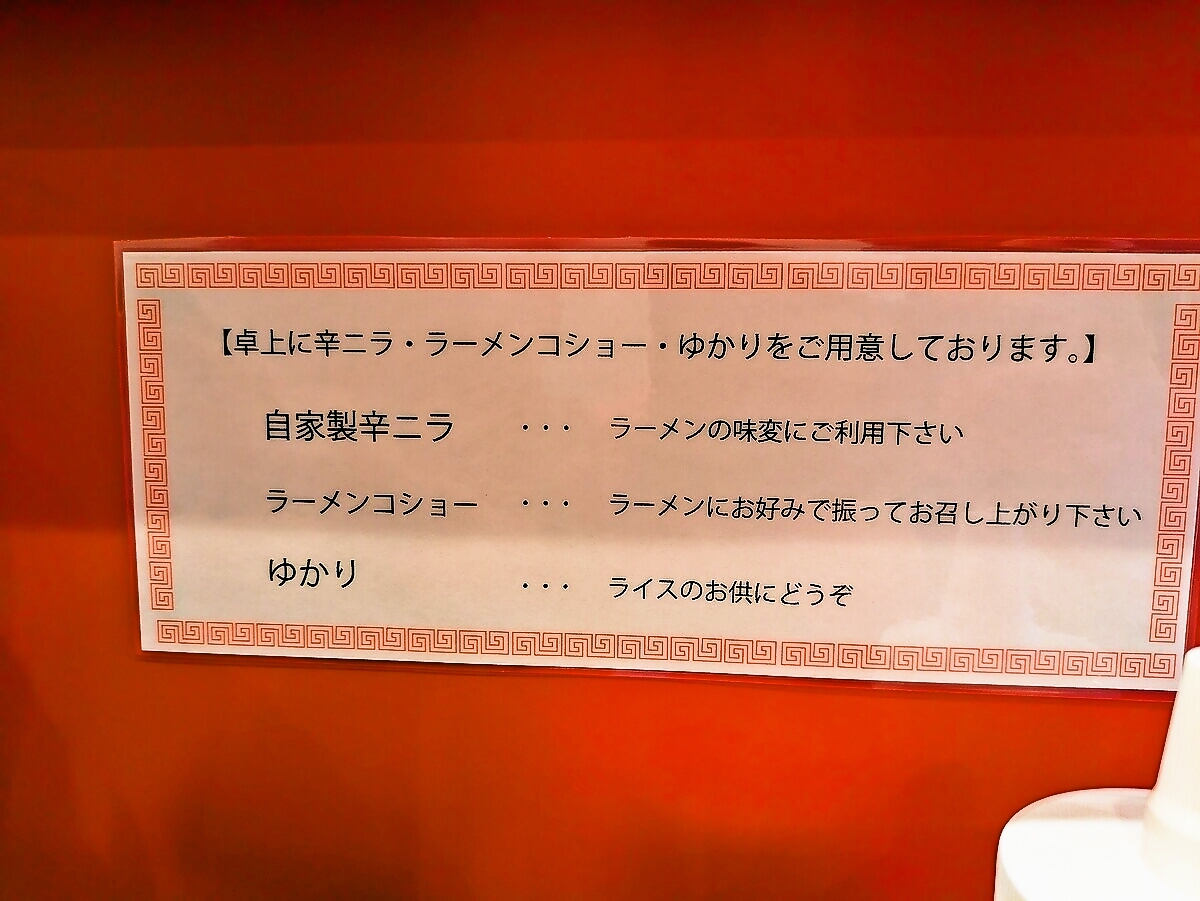 【卓上に辛ニラ・ラーメンコショー・ゆかりをご用意しております。】
自家製辛ニラ ・・・ ラーメンの味変にご利用下さい
ラーメンコショー ・・・ ラーメンにお好みで振ってお召し上がり下さい
ゆかり ・・・ ライスのお供にどうぞ